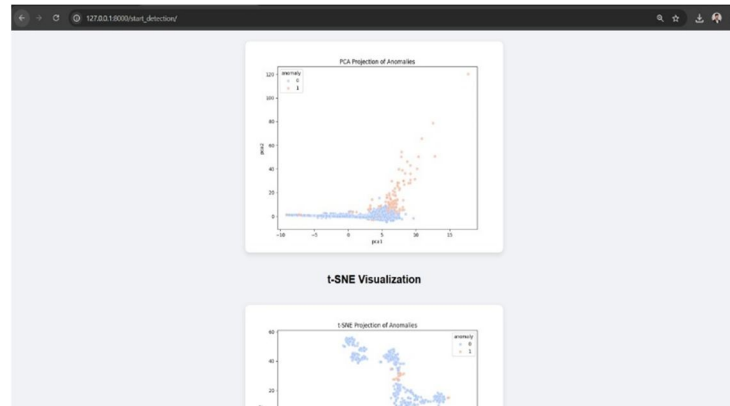 127.0.0.1:8000/start_detection/
PCA Projection of Anomalies
anomaly
0
1
120
100
80
60
40
20
0
pca2
-10
-5
0
5
10
15
pca1
t-SNE Visualization
t-SNE Projection of Anomalies
anomaly
0
1
60
40
20